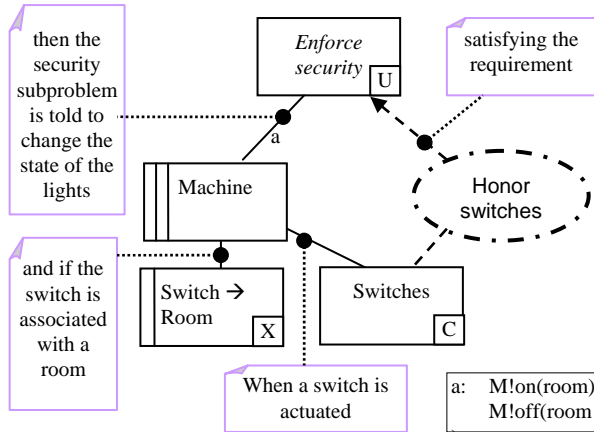 then the
security
subproblem
is told to
change the
state of the
lights
Enforce
security
U
satisfying the
requirement
a
Machine
Honor
switches
and if the
switch is
associated
with a
room
Switch →
Room
X
Switches
C
When a switch is
actuated
a: M!on(room)
M!off(room